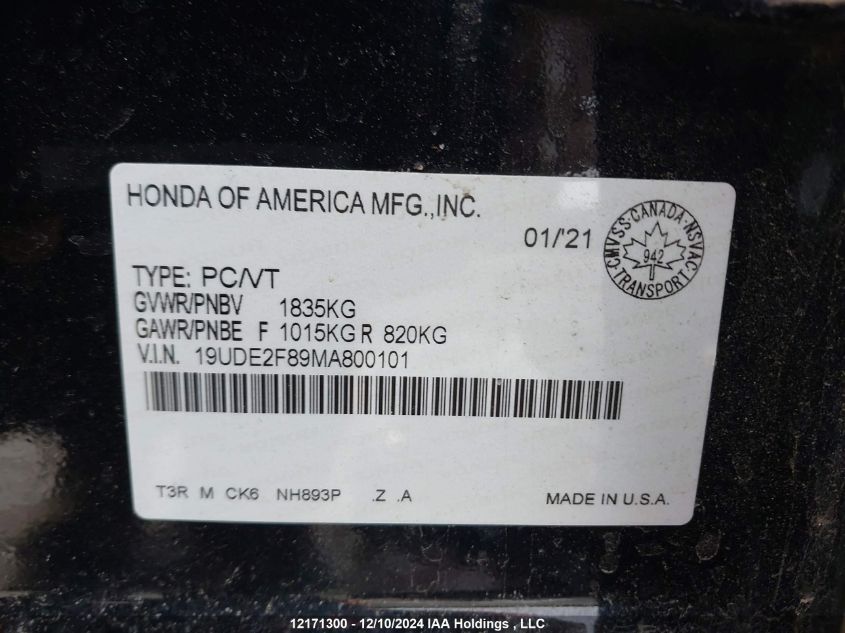 HONDA OF AMERICA MFG.,INC.
01/'21
CMVSS-CANADA-NSVAC
942
TRANSPORT
TYPE: PC/VT
GVWR/PNBV 1835KG
GAWR/PNBE F 1015KG R 820KG
V.I.N. 19UDE2F89MA800101
T3R M CK6 NH893P .Z .A
MADE IN U.S.A.
12171300 - 12/10/2024 IAA Holdings , LLC